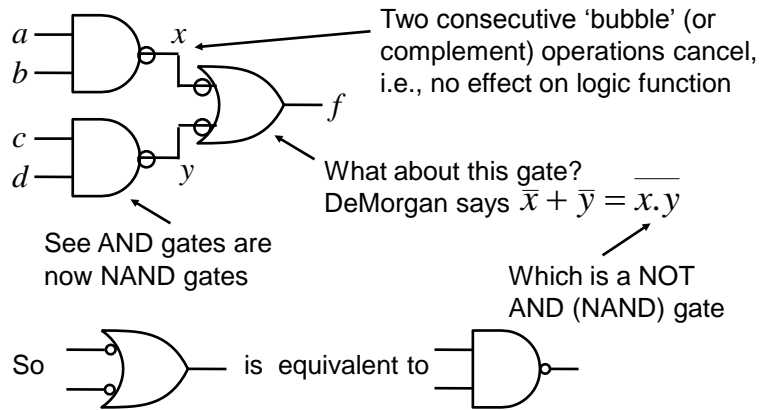 a
b
x
Two consecutive ‘bubble’ (or
complement) operations cancel,
i.e., no effect on logic function
c
d
y
f
What about this gate?
DeMorgan says x̅ + y̅ = x̅.̅y̅
See AND gates are
now NAND gates
Which is a NOT
AND (NAND) gate
So is equivalent to